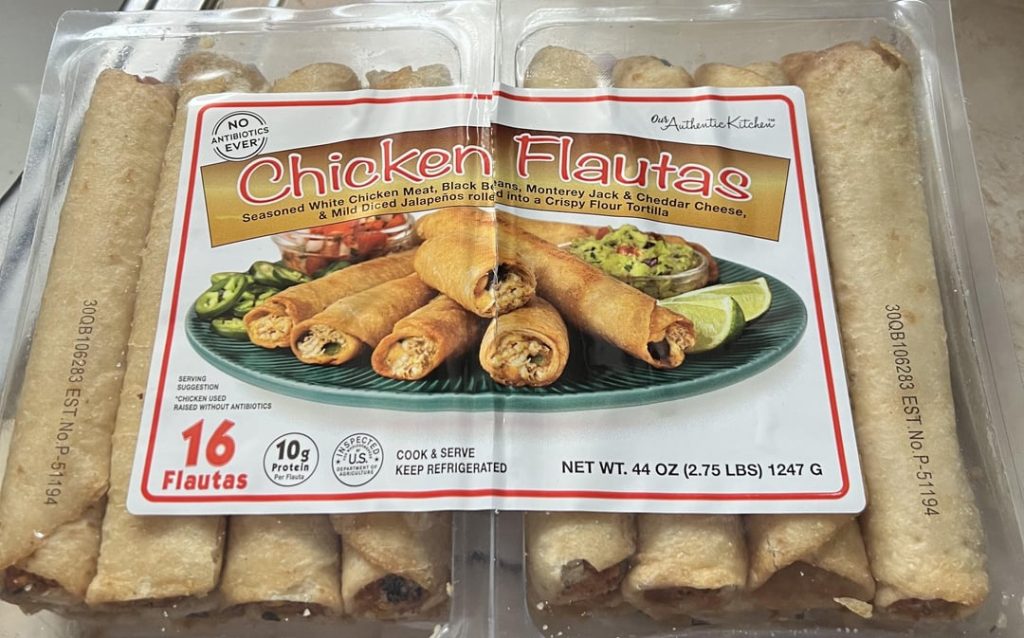 NO
ANTIBIOTICS
EVER*
Our
Authentic Kitchen™
Chicken Flautas
Seasoned White Chicken Meat, Black Beans, Monterey Jack & Cheddar Cheese,
& Mild Diced Jalapeños rolled into a Crispy Flour Tortilla
30QB106283 EST.No.P-51194
30QB106283 EST.No.P-51194
SERVING
SUGGESTION
*CHICKEN USED
RAISED WITHOUT ANTIBIOTICS
16
Flautas
10g
Protein
Per Flauta
INSPECTED
U.S.
DEPARTMENT OF
AGRICULTURE
COOK & SERVE
KEEP REFRIGERATED
NET WT. 44 OZ (2.75 LBS) 1247 G